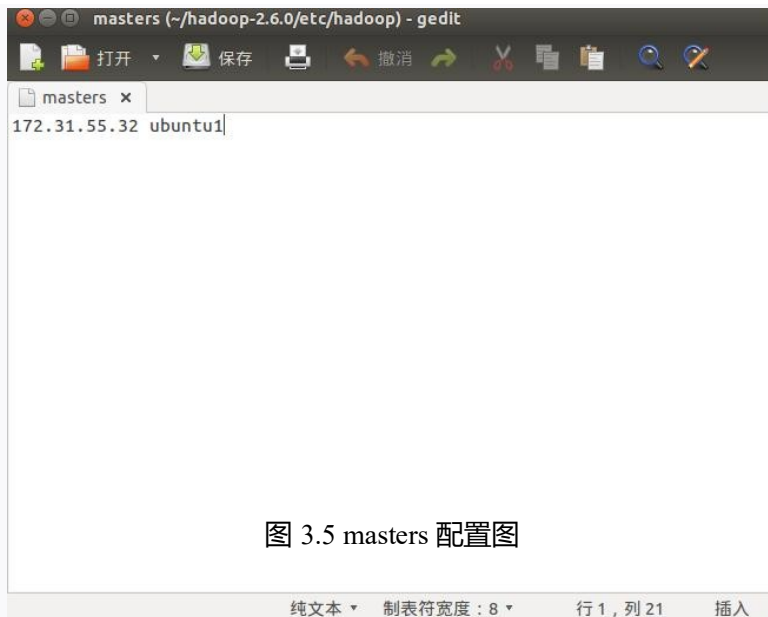 masters (~/hadoop-2.6.0/etc/hadoop) - gedit
打开 保存 撤消
masters ×
172.31.55.32 ubuntu1
图 3.5 masters 配置图
纯文本 制表符宽度：8 行 1，列 21 插入